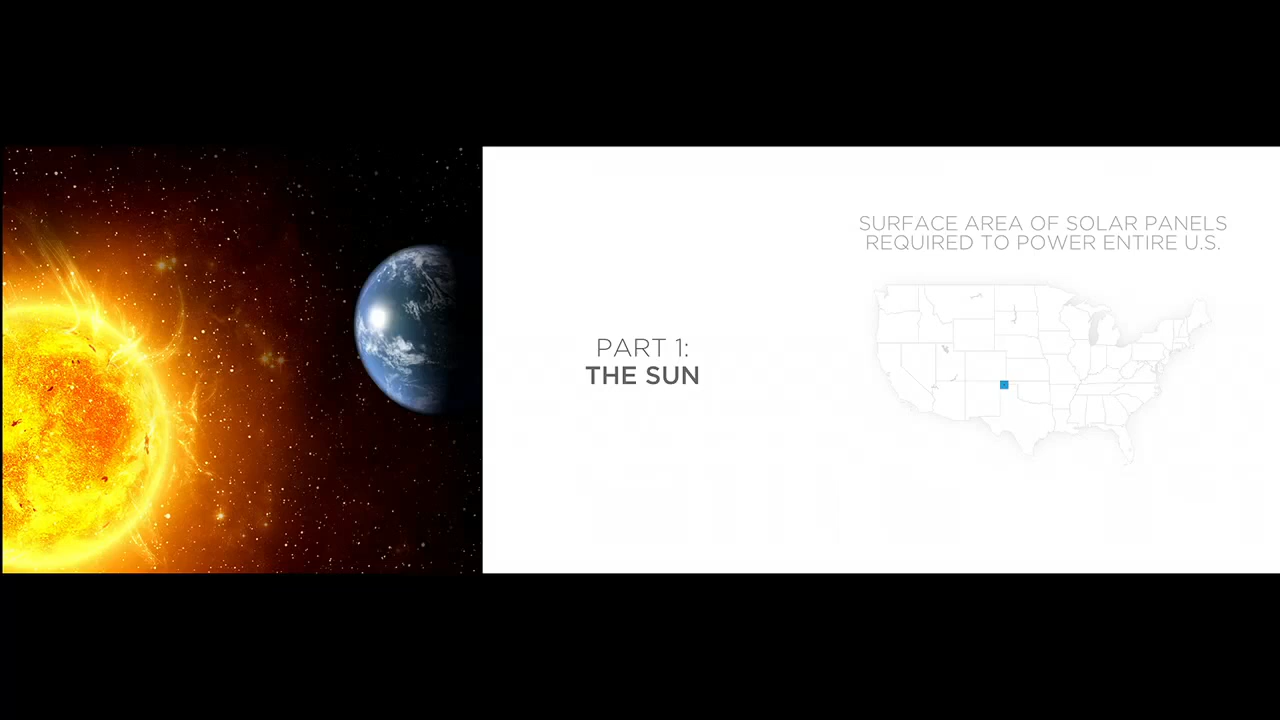 PART 1:
THE SUN
SURFACE AREA OF SOLAR PANELS
REQUIRED TO POWER ENTIRE U.S.